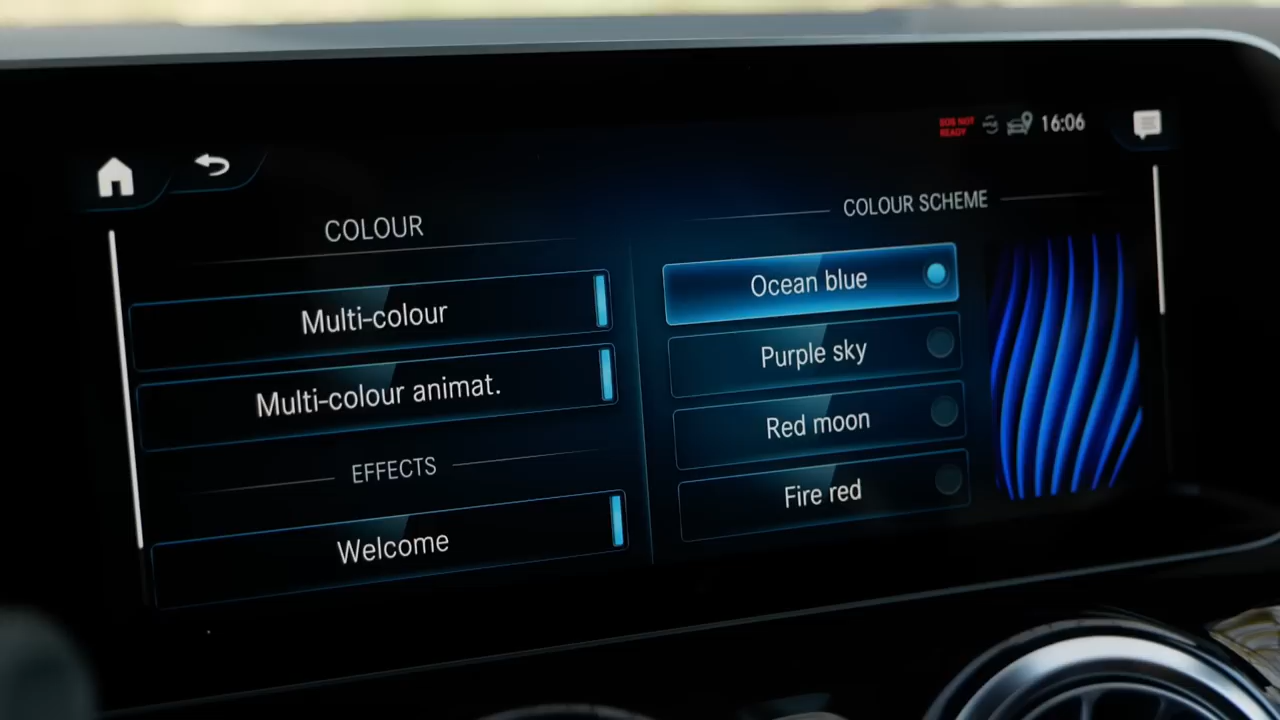 SOS NOT
READY
16:06
COLOUR
Multi-colour
Multi-colour animat.
EFFECTS
Welcome
COLOUR SCHEME
Ocean blue
Purple sky
Red moon
Fire red